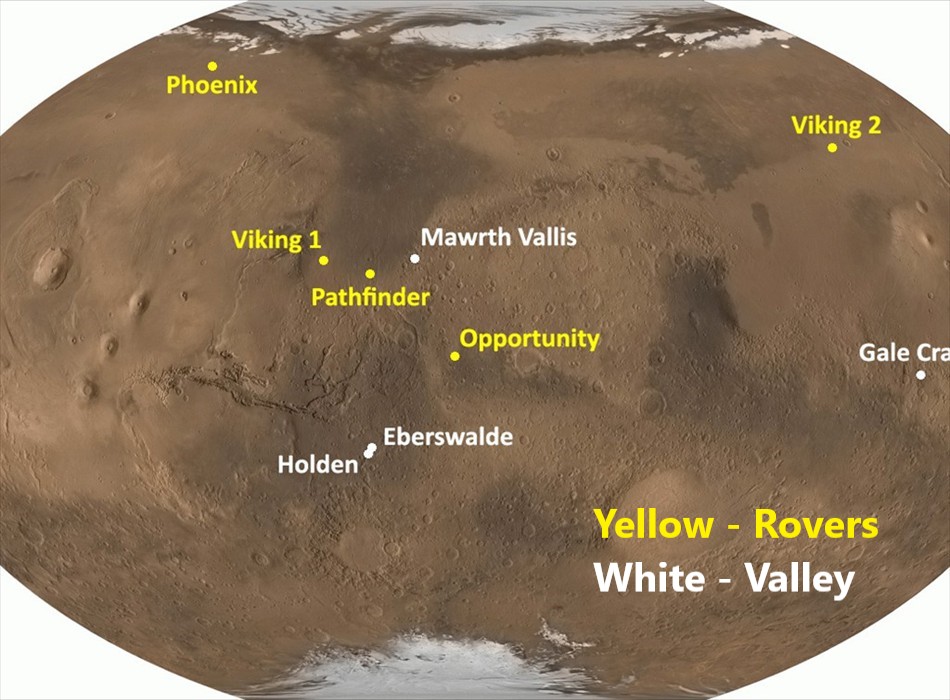 Phoenix
Viking 2
Viking 1
Mawrth Vallis
Pathfinder
Opportunity
Gale Cra
Eberswalde
Holden
Yellow - Rovers
White - Valley